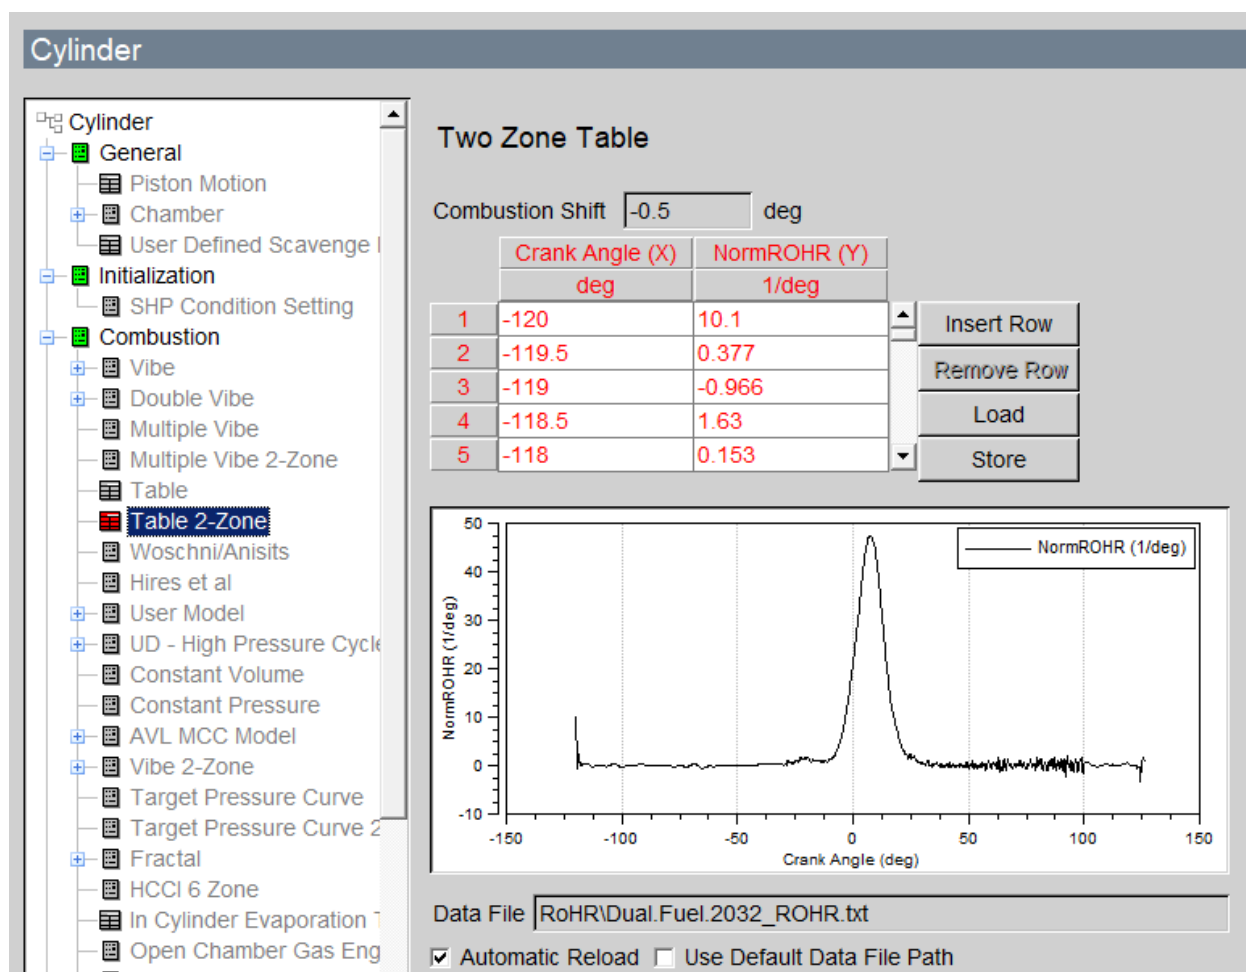 Cylinder
Cylinder
General
Piston Motion
Chamber
User Defined Scavenge
Initialization
SHP Condition Setting
Combustion
Vibe
Double Vibe
Multiple Vibe
Multiple Vibe 2-Zone
Table
Table 2-Zone
Woschni/Anisits
Hires et al
User Model
UD - High Pressure Cycle
Constant Volume
Constant Pressure
AVL MCC Model
Vibe 2-Zone
Target Pressure Curve
Target Pressure Curve 2
Fractal
HCCI 6 Zone
In Cylinder Evaporation
Open Chamber Gas Eng
Two Zone Table
Combustion Shift -0.5 deg
Crank Angle (X) NormROHR (Y)
deg 1/deg
1 -120 10.1
2 -119.5 0.377
3 -119 -0.966
4 -118.5 1.63
5 -118 0.153
Insert Row
Remove Row
Load
Store
NormROHR (1/deg)
50
40
30
20
10
0
-10
NormROHR (1/deg)
-150 -100 -50 0 50 100 150
Crank Angle (deg)
Data File RoHR\Dual.Fuel.2032_ROHR.txt
Automatic Reload Use Default Data File Path